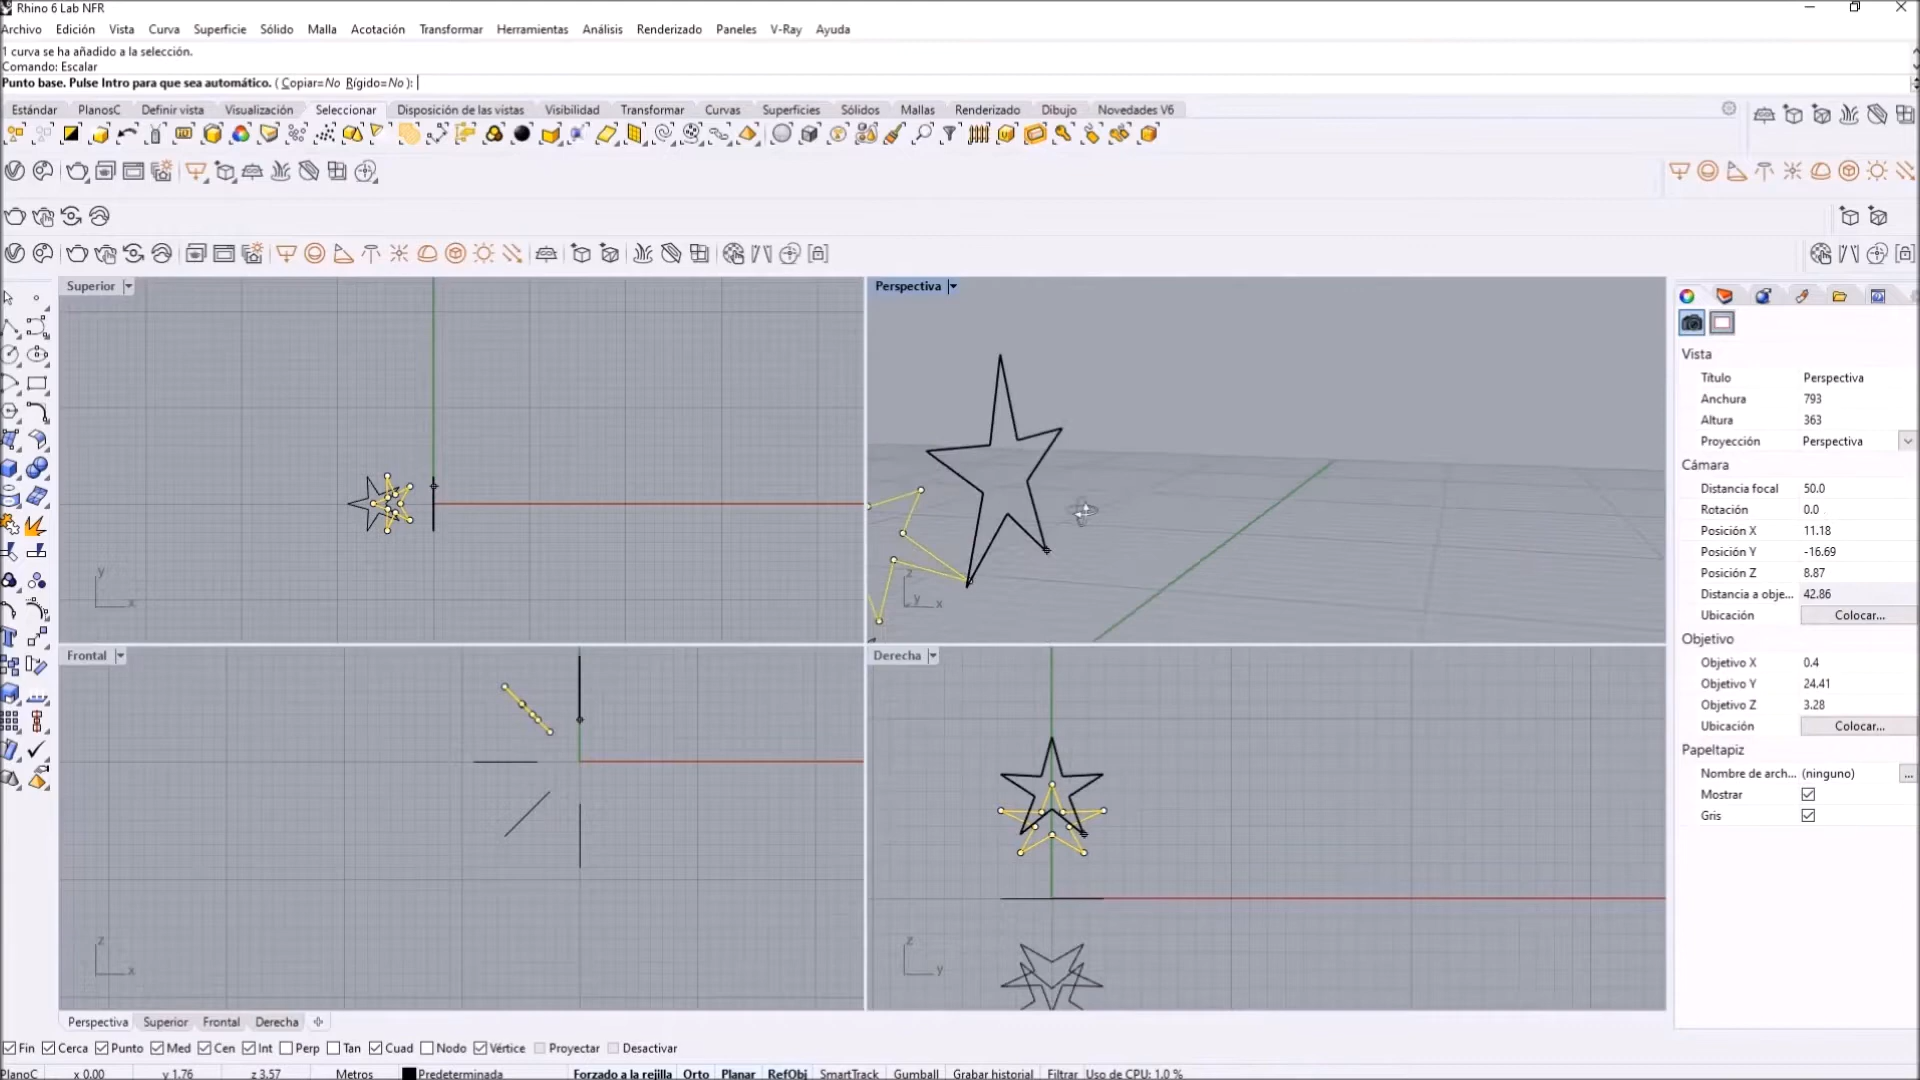 Rhino 6 Lab NFR
Archivo Edición Vista Curva Superficie Sólido Malla Acotación Transformar Herramientas Análisis Renderizado Paneles V-Ray Ayuda
1 curva se ha añadido a la selección.
Comando: Escalar
Punto base. Pulse Intro para que sea automático. ( Copiar=No Rígido=No ):
Estándar PlanosC Definir vista Visualización Seleccionar Disposición de las vistas Visibilidad Transformar Curvas Superficies Sólidos Mallas Renderizado Dibujo Novedades V6
Superior
Perspectiva
y
x
z
y
x
Frontal
Derecha
z
x
z
y
Vista
Título Perspectiva
Anchura 793
Altura 363
Proyección Perspectiva
Cámara
Distancia focal 50.0
Rotación 0.0
Posición X 11.18
Posición Y -16.69
Posición Z 8.87
Distancia a obje... 42.86
Ubicación Colocar...
Objetivo
Objetivo X 0.4
Objetivo Y 24.41
Objetivo Z 3.28
Ubicación Colocar...
Papeltapiz
Nombre de arch... (ninguno) ...
Mostrar
Gris
Perspectiva Superior Frontal Derecha
Fin Cerca Punto Med Cen Int Perp Tan Cuad Nodo Vértice Proyectar Desactivar
PlanoC x 0.00 y 1.76 z 3.57 Metros Predeterminada Forzado a la rejilla Orto Planar RefObj SmartTrack Gumball Grabar historial Filtrar Uso de CPU: 1.0 %